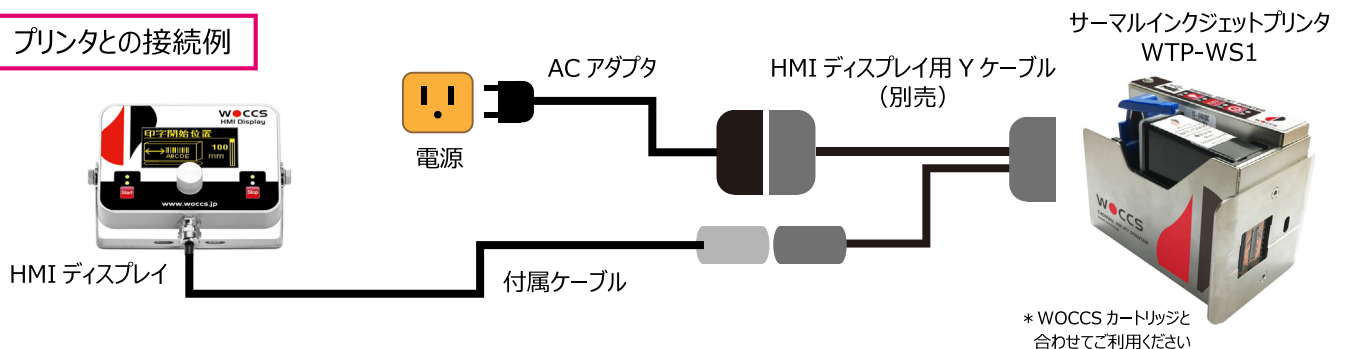 プリンタとの接続例
サーマルインクジェットプリンタ
WTP-WS1
AC アダプタ
HMI ディスプレイ用 Y ケーブル
（別売）
電源
WOCCS
HMI Display
印字開始位置
100
mm
ABCDE
Start
Stop
www.woccs.jp
HMI ディスプレイ
付属ケーブル
WOCCS
THERMAL INKJET PRINTER
* WOCCS カートリッジと
合わせてご利用ください